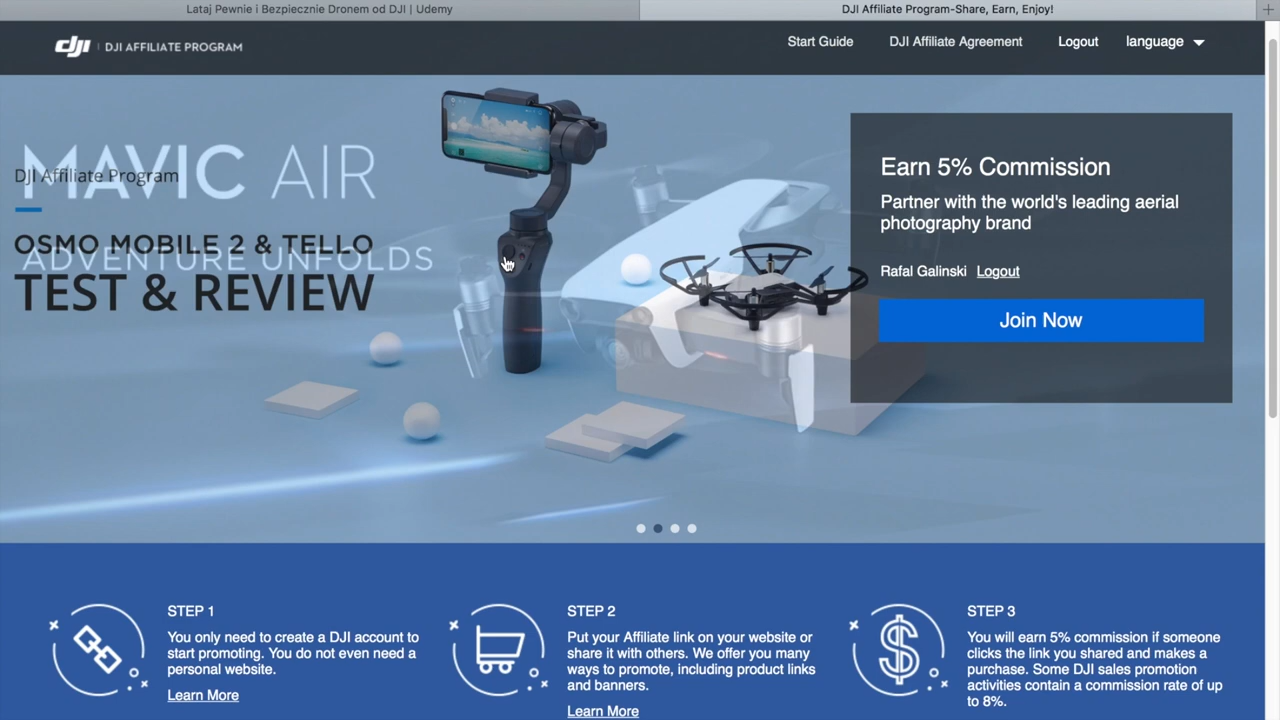 Lataj Pewnie i Bezpiecznie Dronem od DJI | Udemy
DJI Affiliate Program-Share, Earn, Enjoy!
dji | DJI AFFILIATE PROGRAM
Start Guide
DJI Affiliate Agreement
Logout
language
MAVIC AIR
DJI Affiliate Program
OSMO MOBILE 2 & TELLO
ADVENTURE UNFOLDS
TEST & REVIEW
Earn 5% Commission
Partner with the world's leading aerial
photography brand
Rafal Galinski Logout
Join Now
STEP 1
You only need to create a DJI account to
start promoting. You do not even need a
personal website.
Learn More
STEP 2
Put your Affiliate link on your website or
share it with others. We offer you many
ways to promote, including product links
and banners.
Learn More
STEP 3
You will earn 5% commission if someone
clicks the link you shared and makes a
purchase. Some DJI sales promotion
activities contain a commission rate of up
to 8%.